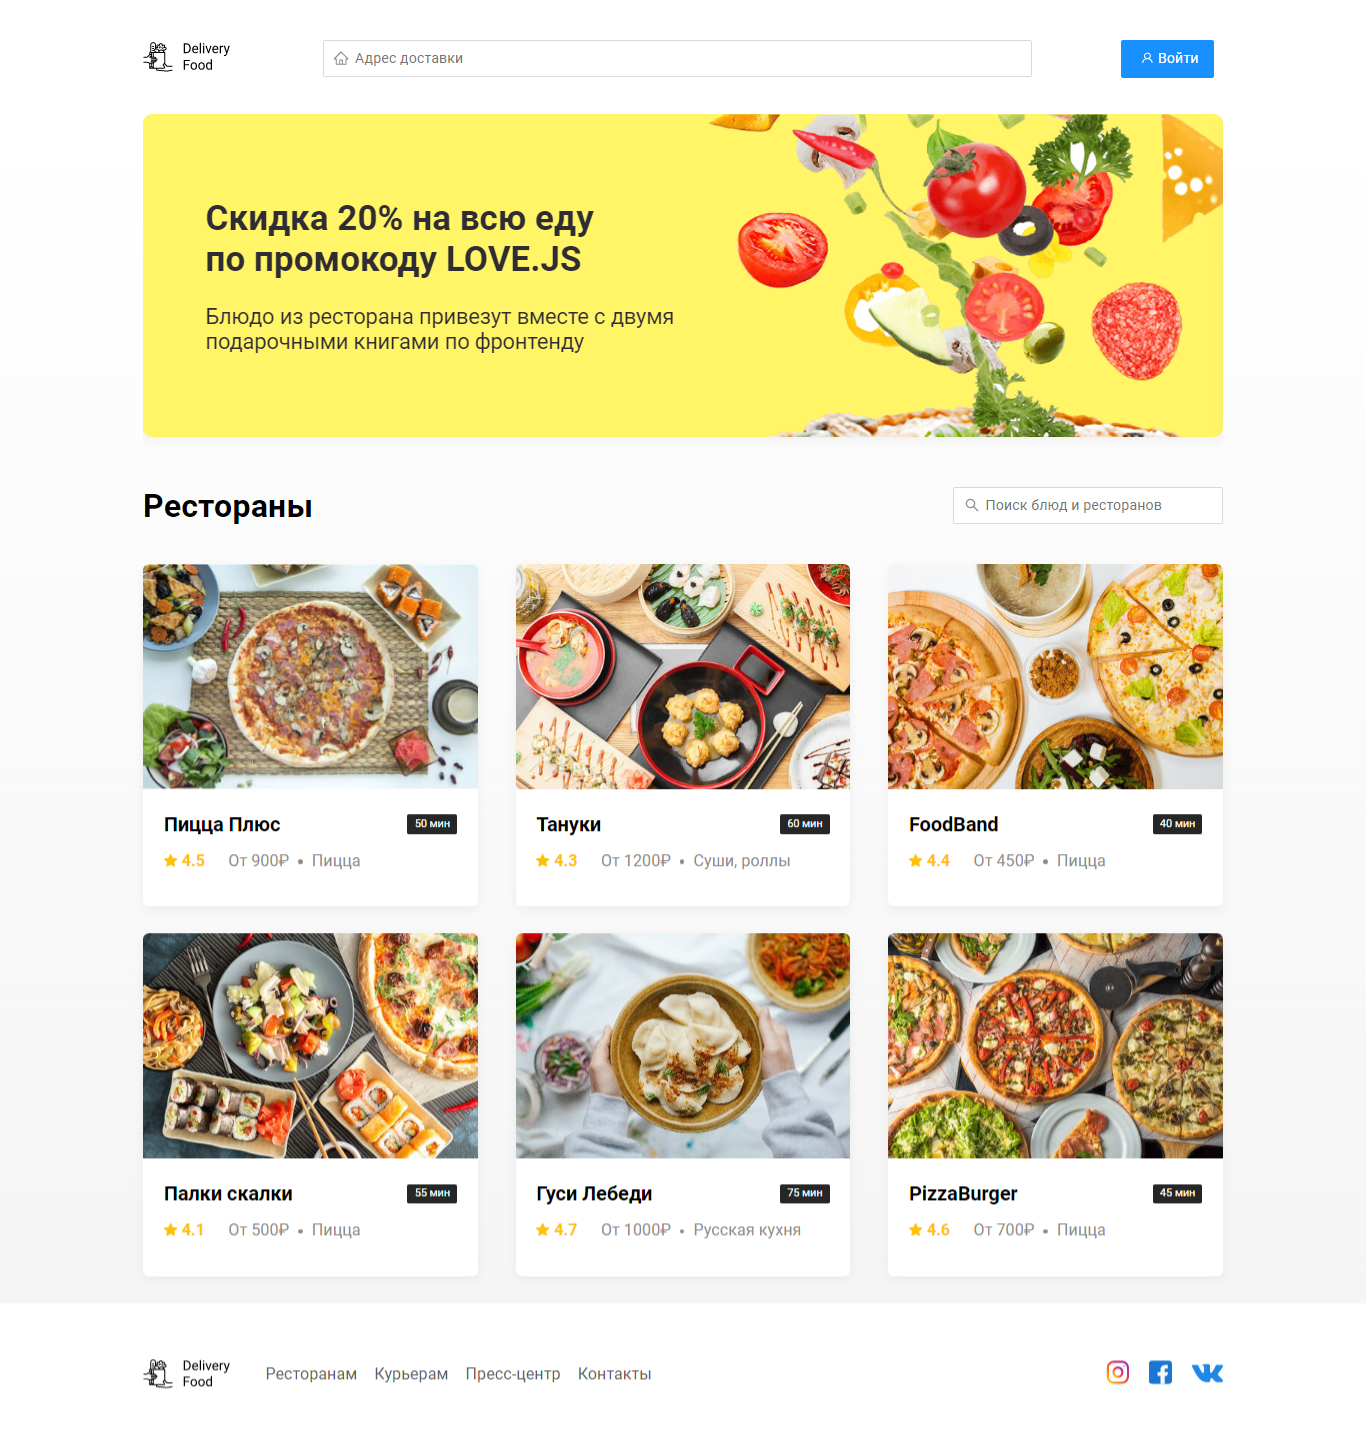 Delivery
Food
Адрес доставки
Войти
Скидка 20% на всю еду
по промокоду LOVE.JS
Блюдо из ресторана привезут вместе с двумя
подарочными книгами по фронтенду
Рестораны
Поиск блюд и ресторанов
Пицца Плюс 50 мин
4.5 От 900₽ • Пицца
Тануки 60 мин
4.3 От 1200₽ • Суши, роллы
FoodBand 40 мин
4.4 От 450₽ • Пицца
Палки скалки 55 мин
4.1 От 500₽ • Пицца
Гуси Лебеди 75 мин
4.7 От 1000₽ • Русская кухня
PizzaBurger 45 мин
4.6 От 700₽ • Пицца
Delivery
Food
Ресторанам Курьерам Пресс-центр Контакты